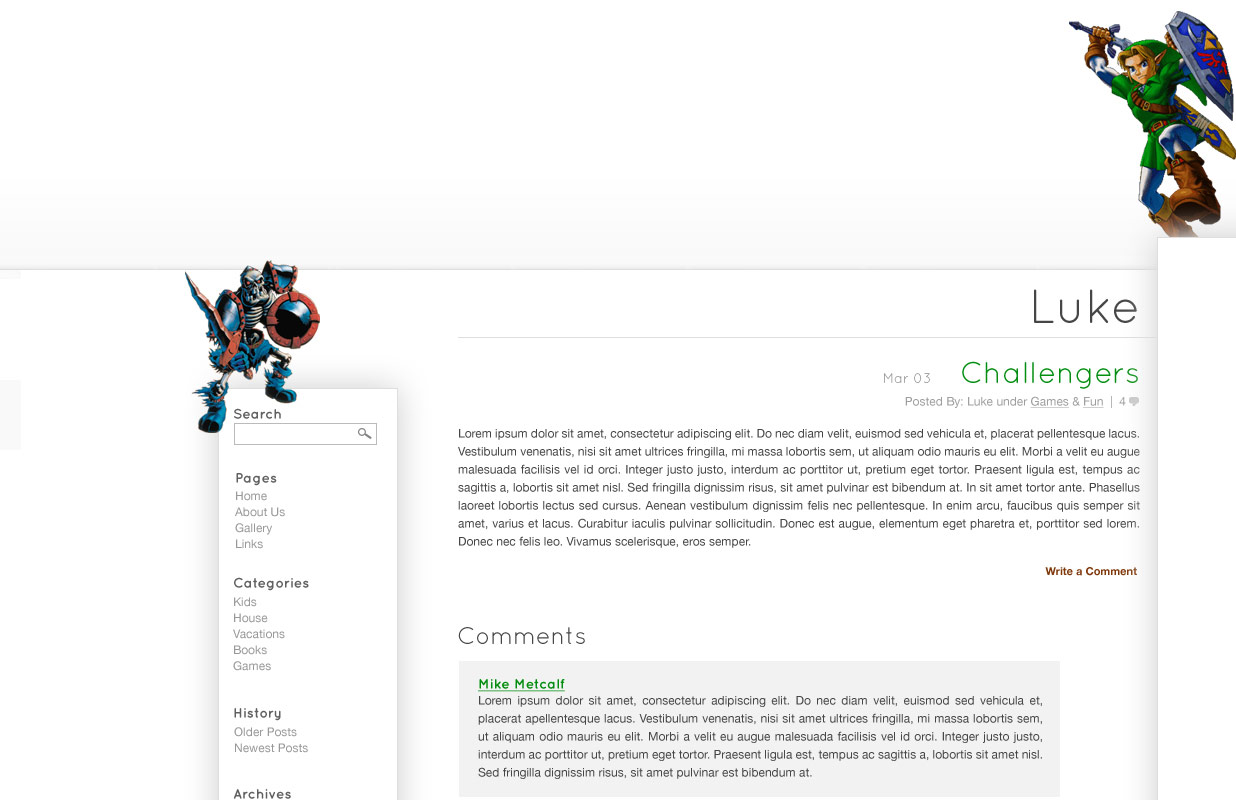 Luke
Mar 03 Challengers
Posted By: Luke under Games & Fun | 4
Lorem ipsum dolor sit amet, consectetur adipiscing elit. Do nec diam velit, euismod sed vehicula et, placerat pellentesque lacus.
Vestibulum venenatis, nisi sit amet ultrices fringilla, mi massa lobortis sem, ut aliquam odio mauris eu elit. Morbi a velit eu augue
malesuada facilisis vel id orci. Integer justo justo, interdum ac porttitor ut, pretium eget tortor. Praesent ligula est, tempus ac
sagittis a, lobortis sit amet nisl. Sed fringilla dignissim risus, sit amet pulvinar est bibendum at. In sit amet tortor ante. Phasellus
laoreet lobortis lectus sed cursus. Aenean vestibulum dignissim felis nec pellentesque. In enim arcu, faucibus quis semper sit
amet, varius et lacus. Curabitur iaculis pulvinar sollicitudin. Donec est augue, elementum eget pharetra et, porttitor sed lorem.
Donec nec felis leo. Vivamus scelerisque, eros semper.
Write a Comment
Comments
Mike Metcalf
Lorem ipsum dolor sit amet, consectetur adipiscing elit. Do nec diam velit, euismod sed vehicula et,
placerat apellentesque lacus. Vestibulum venenatis, nisi sit amet ultrices fringilla, mi massa lobortis sem,
ut aliquam odio mauris eu elit. Morbi a velit eu augue malesuada facilisis vel id orci. Integer justo justo,
interdum ac porttitor ut, pretium eget tortor. Praesent ligula est, tempus ac sagittis a, lobortis sit amet nisl.
Sed fringilla dignissim risus, sit amet pulvinar est bibendum at.
Search
Pages
Home
About Us
Gallery
Links
Categories
Kids
House
Vacations
Books
Games
History
Older Posts
Newest Posts
Archives